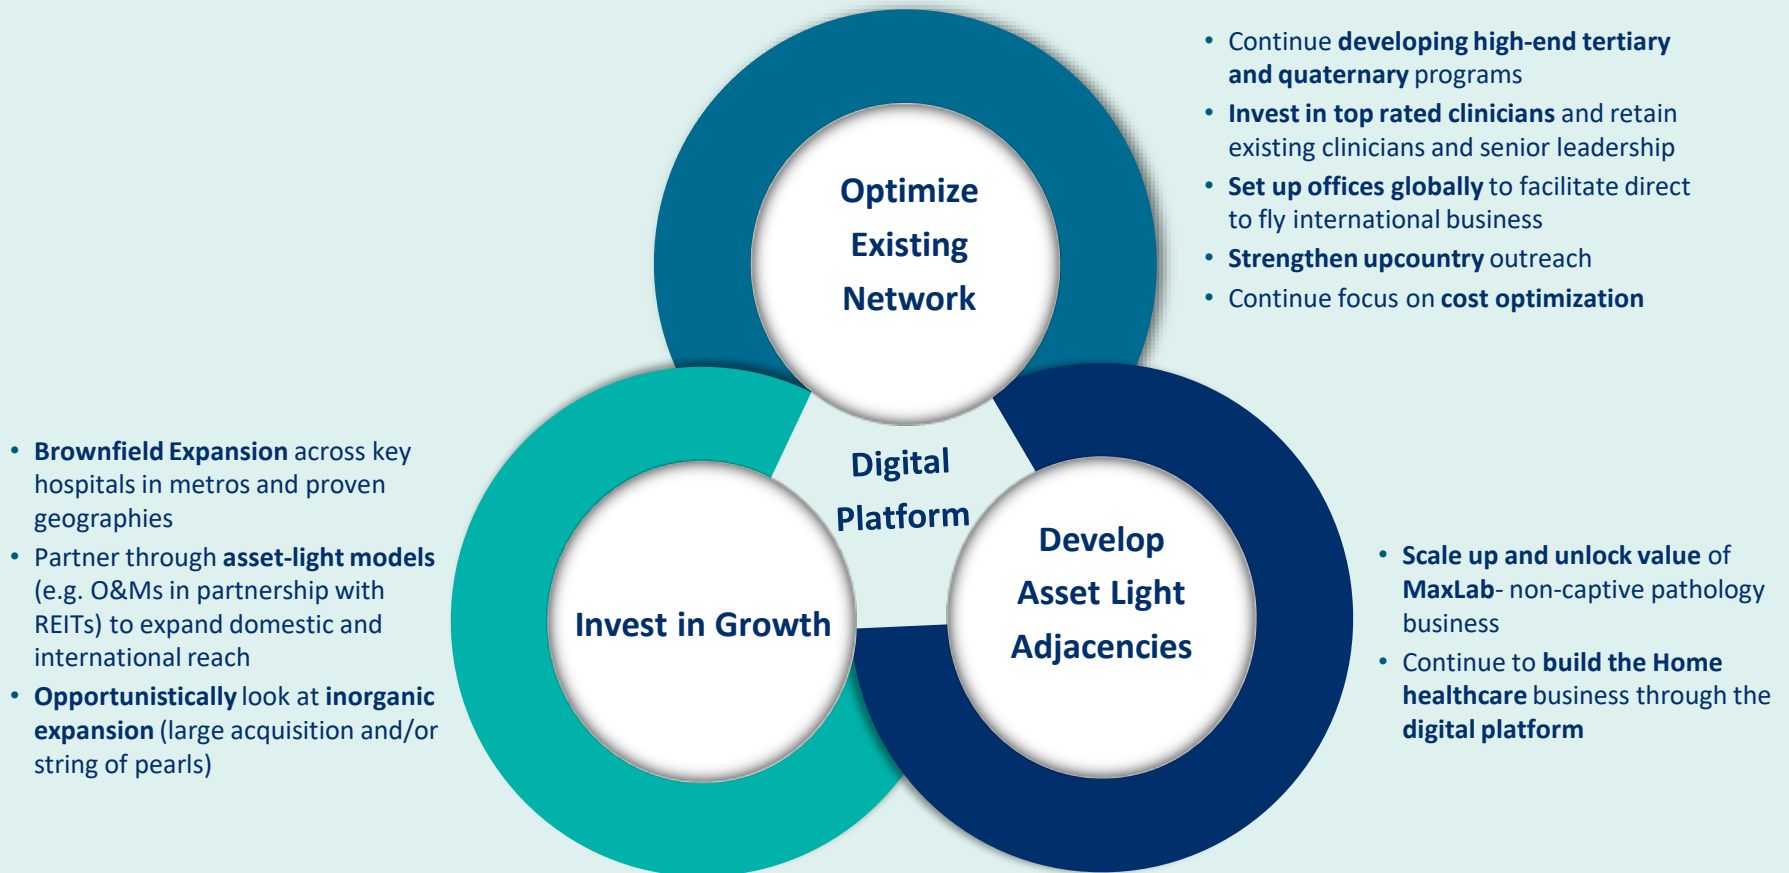 Optimize
Existing
Network
• Continue developing high-end tertiary
and quaternary programs
• Invest in top rated clinicians and retain
existing clinicians and senior leadership
• Set up offices globally to facilitate direct
to fly international business
• Strengthen upcountry outreach
• Continue focus on cost optimization
Digital
Platform
• Brownfield Expansion across key
hospitals in metros and proven
geographies
• Partner through asset-light models
(e.g. O&Ms in partnership with
REITs) to expand domestic and
international reach
• Opportunistically look at inorganic
expansion (large acquisition and/or
string of pearls)
Invest in Growth
Develop
Asset Light
Adjacencies
• Scale up and unlock value of
MaxLab- non-captive pathology
business
• Continue to build the Home
healthcare business through the
digital platform